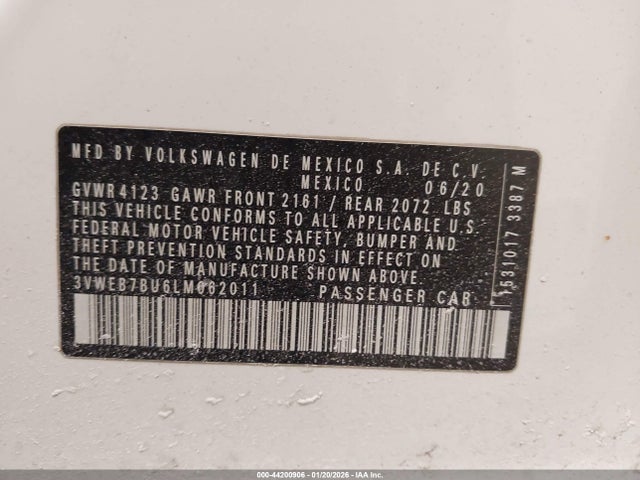 MFD BY VOLKSWAGEN DE MEXICO S.A. DE C.V.
MEXICO 06/20
GVWR 4123 GAWR FRONT 2161 / REAR 2072 LBS
THIS VEHICLE CONFORMS TO ALL APPLICABLE U.S.
FEDERAL MOTOR VEHICLE SAFETY, BUMPER AND
THEFT PREVENTION STANDARDS IN EFFECT ON
THE DATE OF MANUFACTURE SHOWN ABOVE.
3VWEB7BU6LM062011 PASSENGER CAR
1531017 3387 M
000-44200906 - 01/20/2026 - IAA Inc.